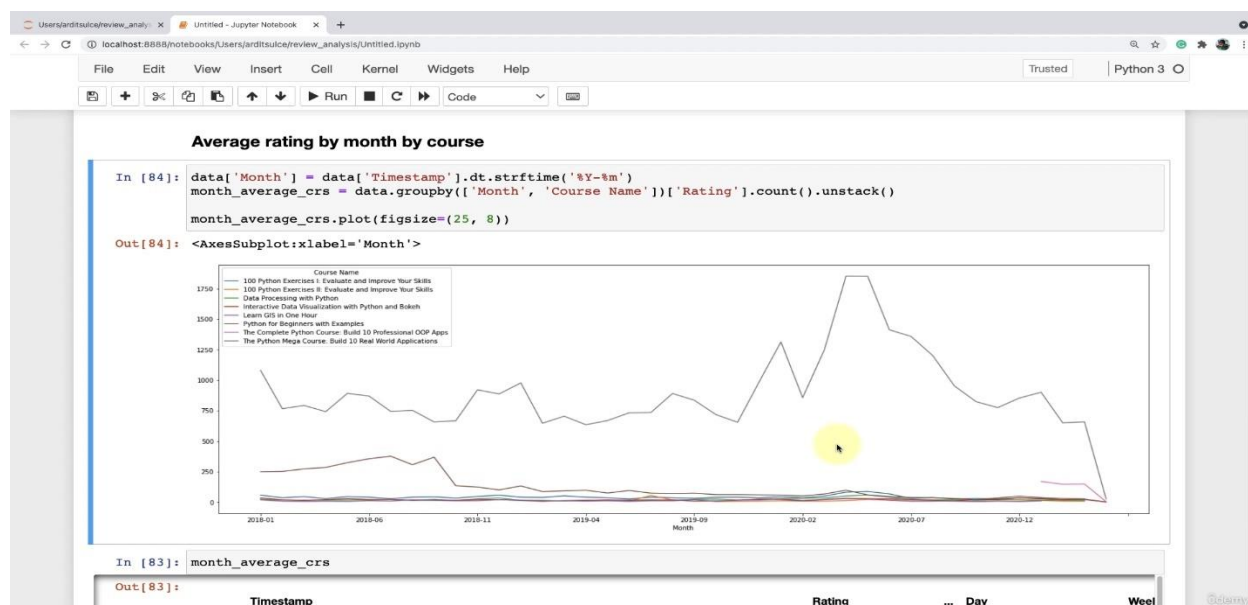 Users/arditsulce/review_analy
Untitled - Jupyter Notebook
localhost:8888/notebooks/Users/arditsulce/review_analysis/Untitled.ipynb
File Edit View Insert Cell Kernel Widgets Help
Trusted
Python 3
Run
Code
Average rating by month by course
In [84]: data['Month'] = data['Timestamp'].dt.strftime('%Y-%m')
month_average_crs = data.groupby(['Month', 'Course Name'])['Rating'].count().unstack()
month_average_crs.plot(figsize=(25, 8))
Out[84]: <AxesSubplot:xlabel='Month'>
Course Name
100 Python Exercises I: Evaluate and Improve Your Skills
100 Python Exercises II: Evaluate and Improve Your Skills
Data Processing with Python
Interactive Data Visualization with Python and Bokeh
Learn GIS in One Hour
Python for Beginners with Examples
The Complete Python Course: Build 10 Professional OOP Apps
The Python Mega Course: Build 10 Real World Applications
1750
1500
1250
1000
750
500
250
0
2018-01 2018-06 2018-11 2019-04 2019-09 2020-02 2020-07 2020-12
Month
In [83]: month_average_crs
Out[83]:
Timestamp Rating ... Day Weel
Udemy